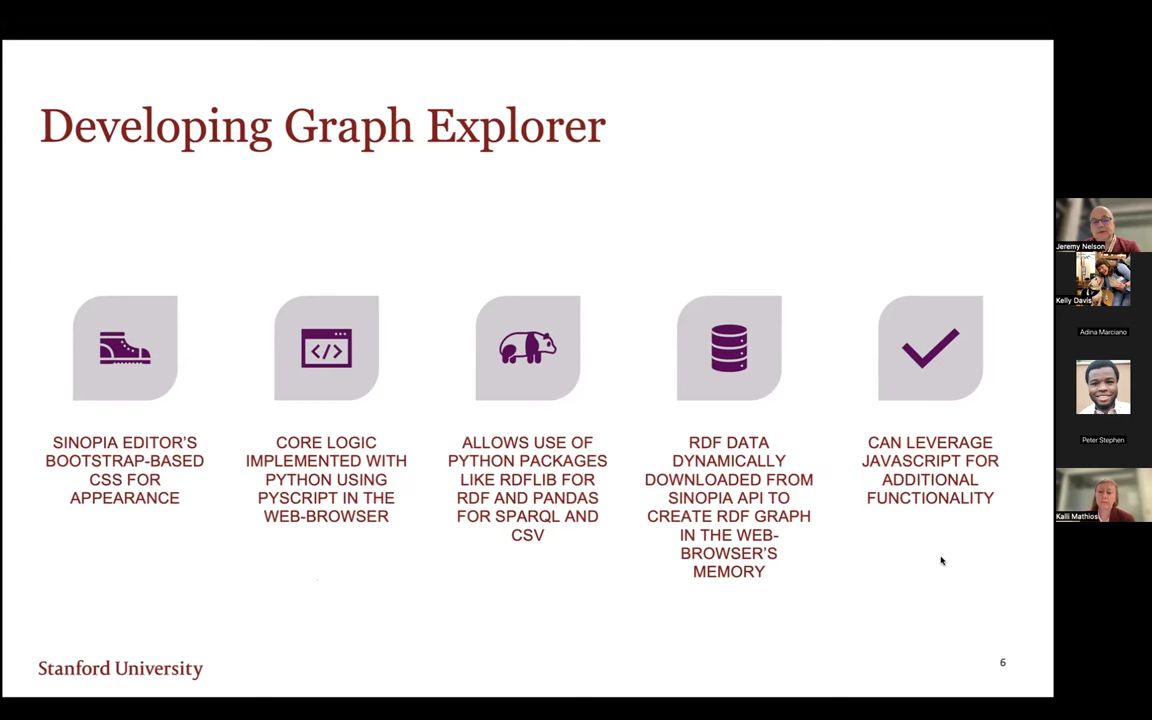 Developing Graph Explorer
SINOPIA EDITOR'S
BOOTSTRAP-BASED
CSS FOR
APPEARANCE
CORE LOGIC
IMPLEMENTED WITH
PYTHON USING
PYSCRIPT IN THE
WEB-BROWSER
ALLOWS USE OF
PYTHON PACKAGES
LIKE RDFLIB FOR
RDF AND PANDAS
FOR SPARQL AND
CSV
RDF DATA
DYNAMICALLY
DOWNLOADED FROM
SINOPIA API TO
CREATE RDF GRAPH
IN THE WEB-
BROWSER'S
MEMORY
CAN LEVERAGE
JAVASCRIPT FOR
ADDITIONAL
FUNCTIONALITY
Stanford University
6
Jeremy Nelson
Kelly Davis
Adina Marciano
Peter Stephen
Kalli Mathios